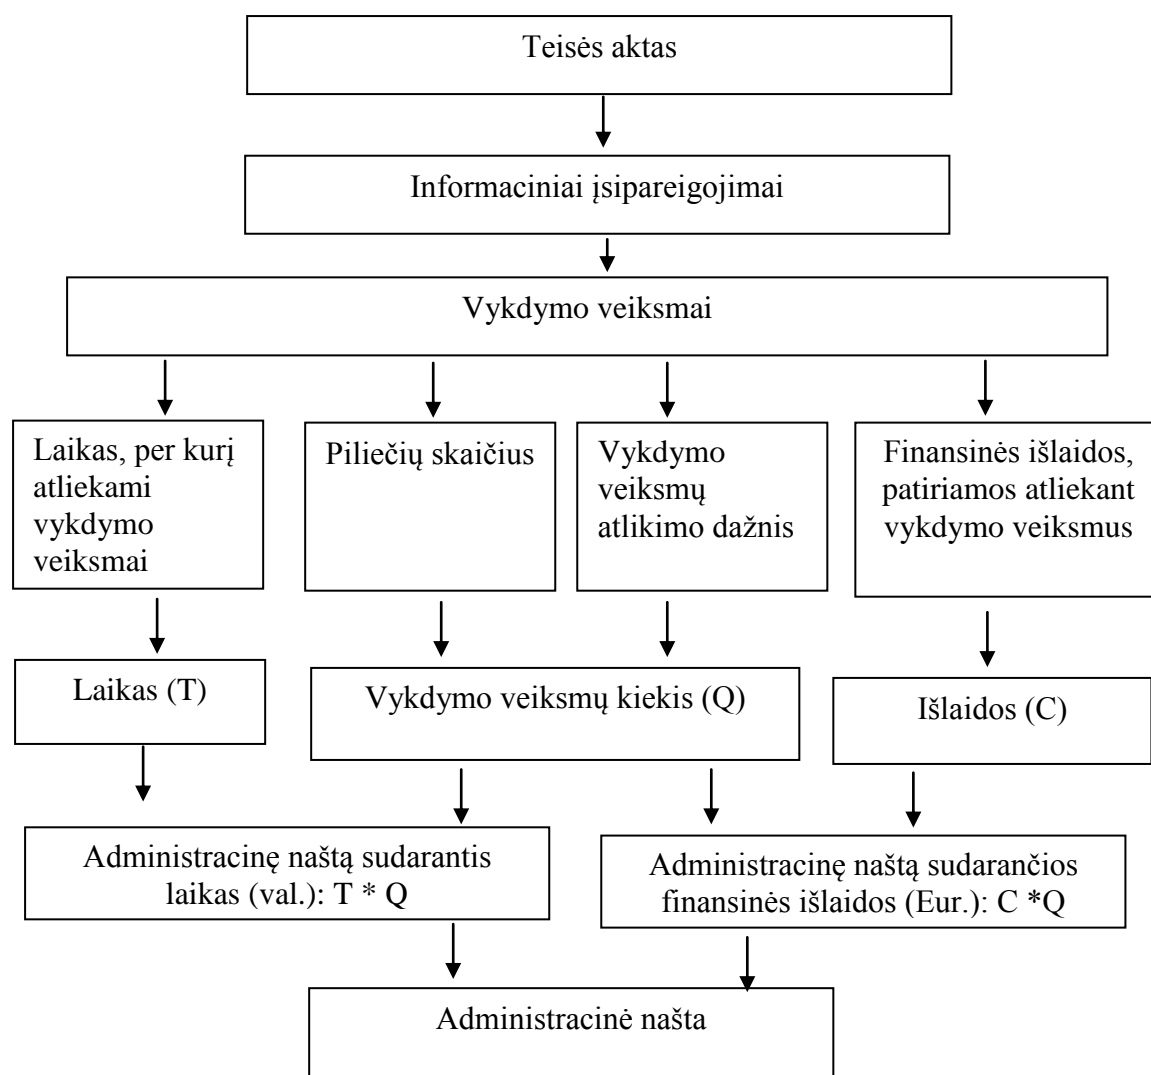 Teisės aktas
Informaciniai įsipareigojimai
Vykdymo veiksmai
Laikas, per kurį
atliekami
vykdymo
veiksmai
Piliečių skaičius
Vykdymo
veiksmų
atlikimo dažnis
Finansinės išlaidos,
patiriamos atliekant
vykdymo veiksmus
Laikas (T)
Vykdymo veiksmų kiekis (Q)
Išlaidos (C)
Administracinę naštą sudarantis
laikas (val.): T * Q
Administracinę naštą sudarančios
finansinės išlaidos (Eur.): C *Q
Administracinė našta